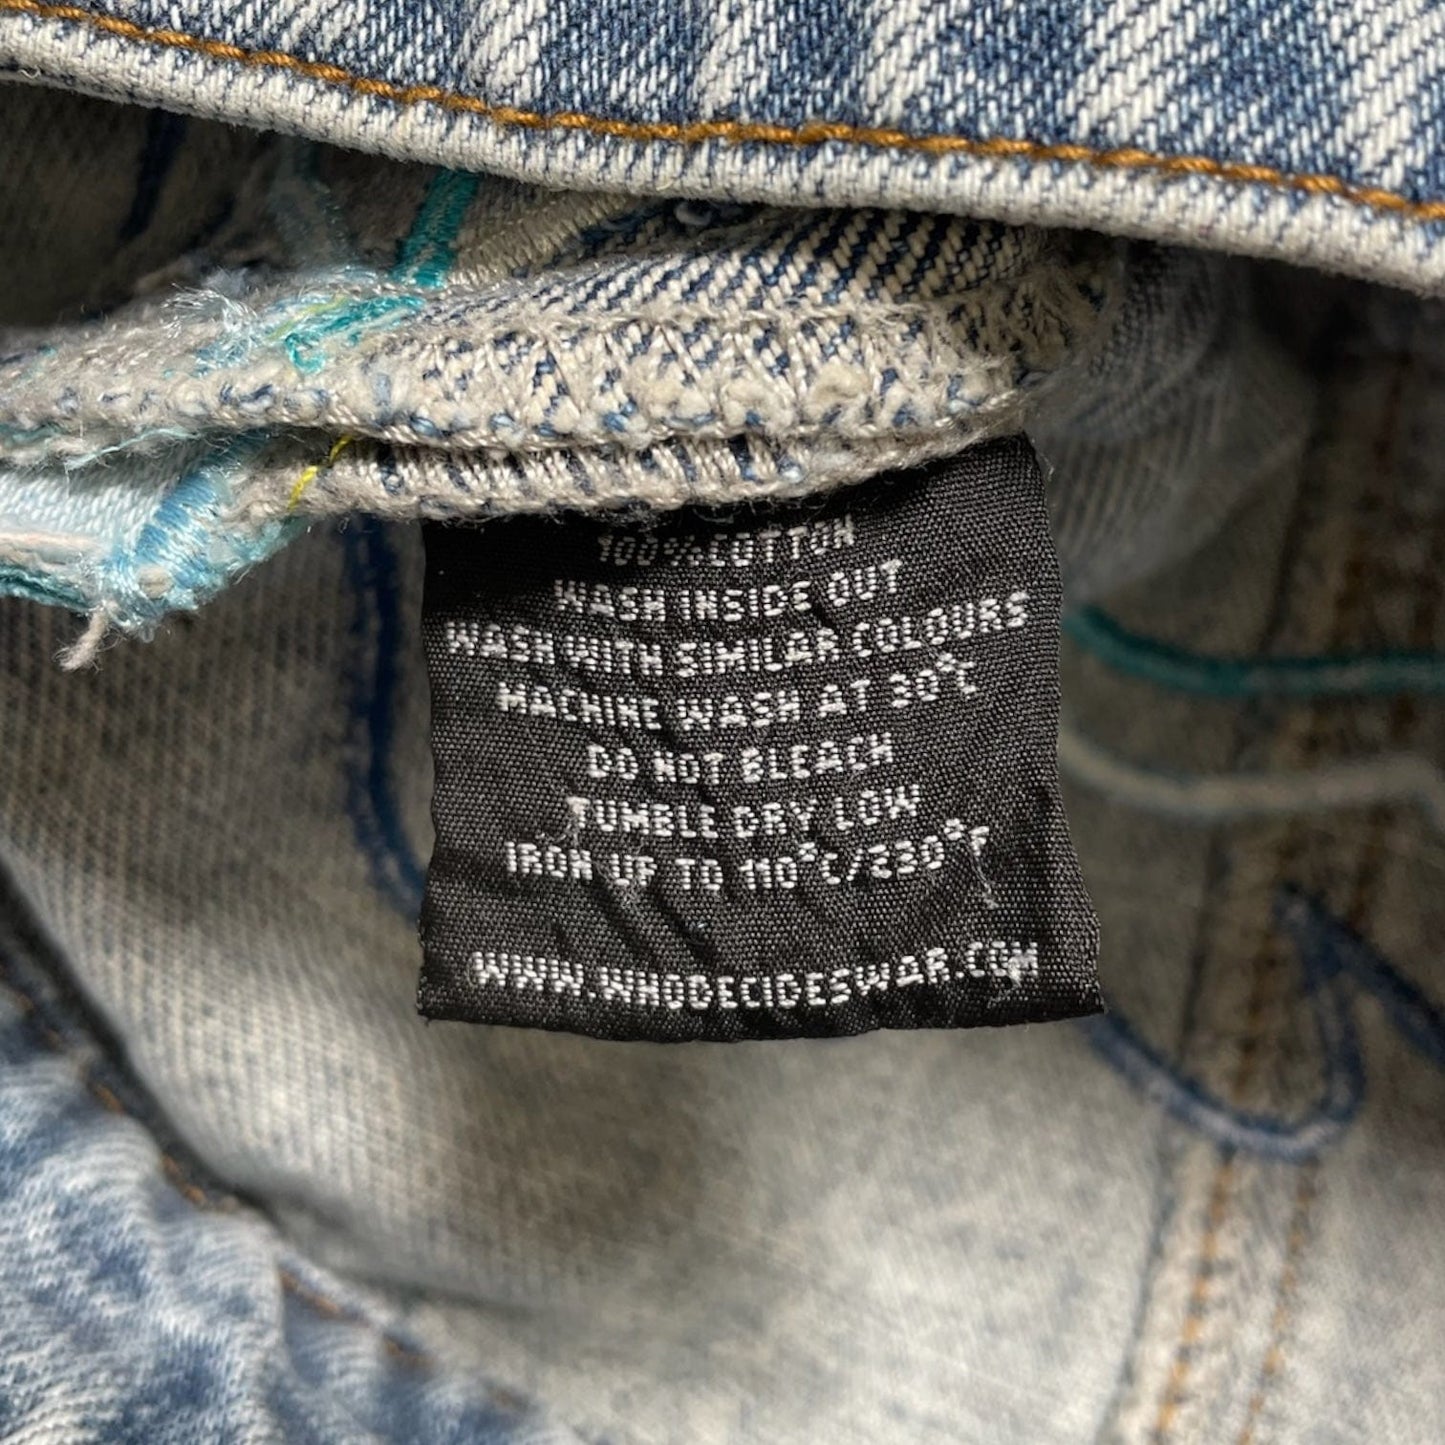 100%COTTON
WASH INSIDE OUT
WASH WITH SIMILAR COLOURS
MACHINE WASH AT 30°C
DO NOT BLEACH
TUMBLE DRY LOW
IRON UP TO 110°C/230°F
WWW.WHODECIDESWAR.COM